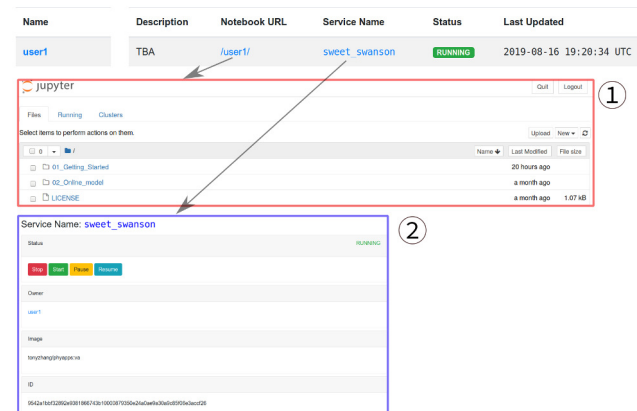 Name Description Notebook URL Service Name Status Last Updated
user1 TBA /user1/ sweet_swanson RUNNING 2019-08-16 19:20:34 UTC
jupyter Quit Logout
①
Files Running Clusters
Select items to perform actions on them. Upload New
0 / Name Last Modified File size
01_Getting_Started 20 hours ago
02_Online_model a month ago
LICENSE a month ago 1.07 kB
Service Name: sweet_swanson
②
Status RUNNING
Stop Start Pause Resume
Owner
user1
Image
tonyzhang/phyapps:va
ID